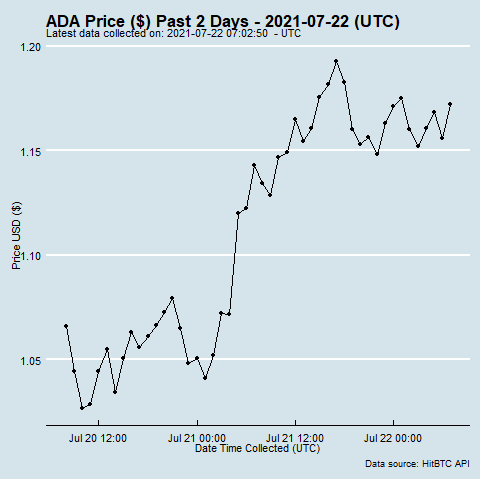 ADA Price ($) Past 2 Days - 2021-07-22 (UTC)
Latest data collected on: 2021-07-22 07:02:50  - UTC
1.20
1.15
1.10
1.05
Price USD ($)
Jul 20 12:00
Jul 21 00:00
Jul 21 12:00
Jul 22 00:00
Date Time Collected (UTC)
Data source: HitBTC API